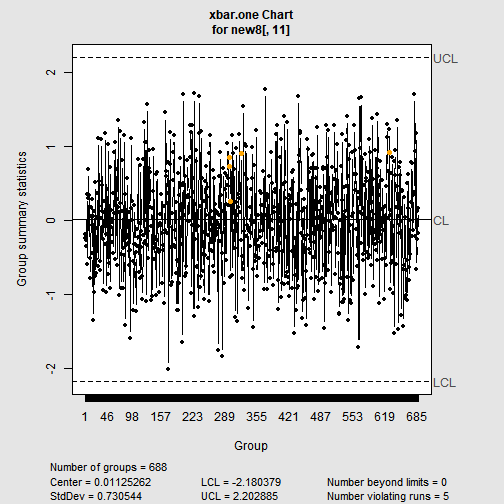 xbar.one Chart
for new8[, 11]
UCL
CL
LCL
Group summary statistics
2
1
0
-1
-2
1 46 98 157 223 289 355 421 487 553 619 685
Group
Number of groups = 688
Center = 0.01125262 LCL = -2.180379 Number beyond limits = 0
StdDev = 0.730544 UCL = 2.202885 Number violating runs = 5